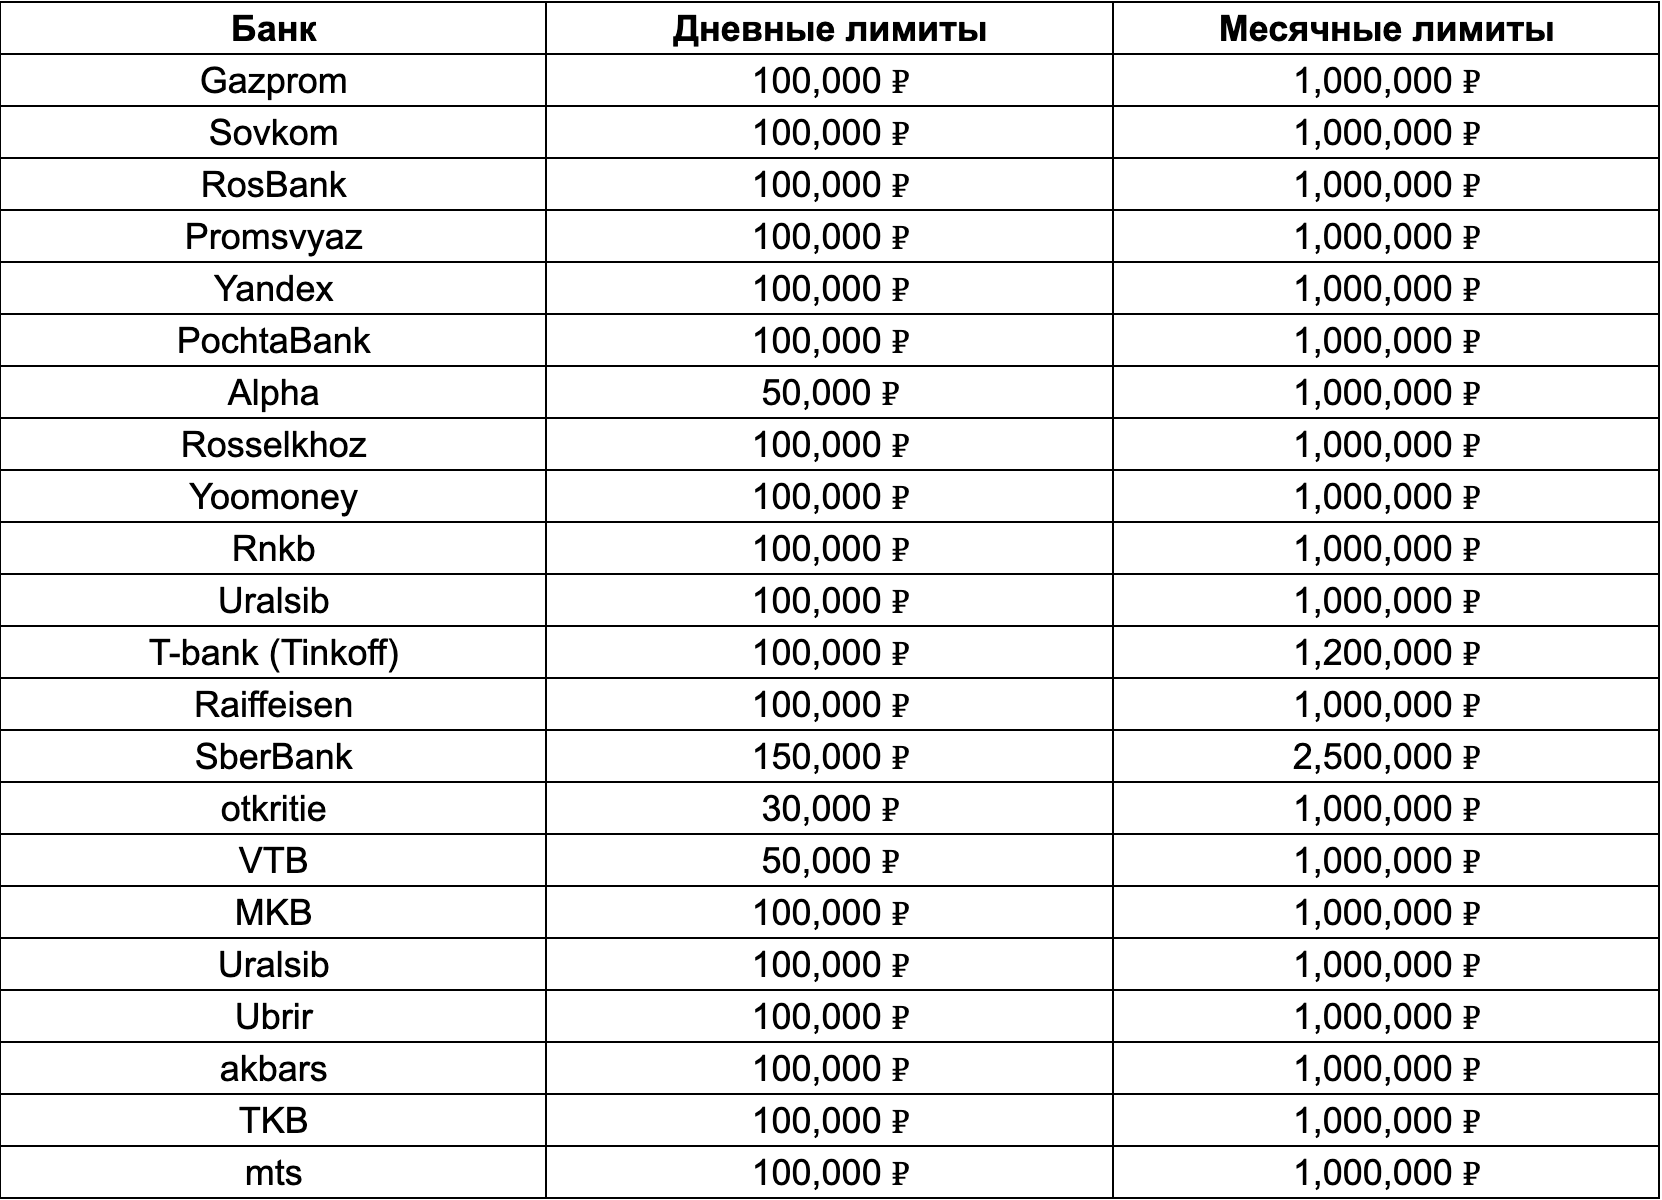 Банк Дневные лимиты Месячные лимиты
Gazprom 100,000 ₽ 1,000,000 ₽
Sovkom 100,000 ₽ 1,000,000 ₽
RosBank 100,000 ₽ 1,000,000 ₽
Promsvyaz 100,000 ₽ 1,000,000 ₽
Yandex 100,000 ₽ 1,000,000 ₽
PochtaBank 100,000 ₽ 1,000,000 ₽
Alpha 50,000 ₽ 1,000,000 ₽
Rosselkhoz 100,000 ₽ 1,000,000 ₽
Yoomoney 100,000 ₽ 1,000,000 ₽
Rnkb 100,000 ₽ 1,000,000 ₽
Uralsib 100,000 ₽ 1,000,000 ₽
T-bank (Tinkoff) 100,000 ₽ 1,200,000 ₽
Raiffeisen 100,000 ₽ 1,000,000 ₽
SberBank 150,000 ₽ 2,500,000 ₽
otkritie 30,000 ₽ 1,000,000 ₽
VTB 50,000 ₽ 1,000,000 ₽
MKB 100,000 ₽ 1,000,000 ₽
Uralsib 100,000 ₽ 1,000,000 ₽
Ubrir 100,000 ₽ 1,000,000 ₽
akbars 100,000 ₽ 1,000,000 ₽
TKB 100,000 ₽ 1,000,000 ₽
mts 100,000 ₽ 1,000,000 ₽